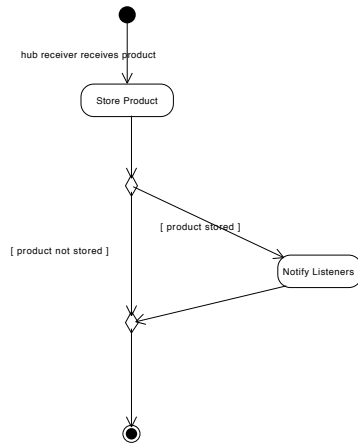 hub receiver receives product
Store Product
[ product stored ]
[ product not stored ]
Notify Listeners